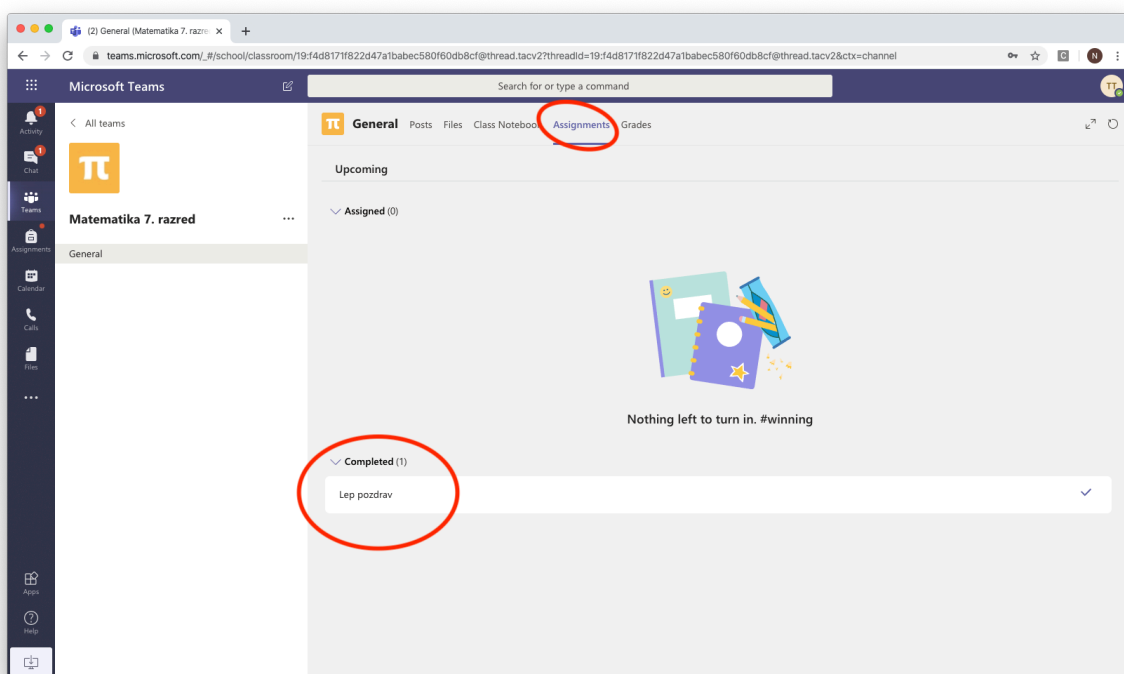 (2) General (Matematika 7. razre
teams.microsoft.com/_#/school/classroom/19:f4d8171f822d47a1babec580f60db8cf@thread.tacv2?threadId=19:f4d8171f822d47a1babec580f60db8cf@thread.tacv2&ctx=channel
C
N
Microsoft Teams
Search for or type a command
TT
1
Activity
1
Chat
Teams
Assignments
Calendar
Calls
Files
Apps
Help
All teams
π
Matematika 7. razred
General
π General Posts Files Class Notebook Assignments Grades
Upcoming
Assigned (0)
Nothing left to turn in. #winning
Completed (1)
Lep pozdrav